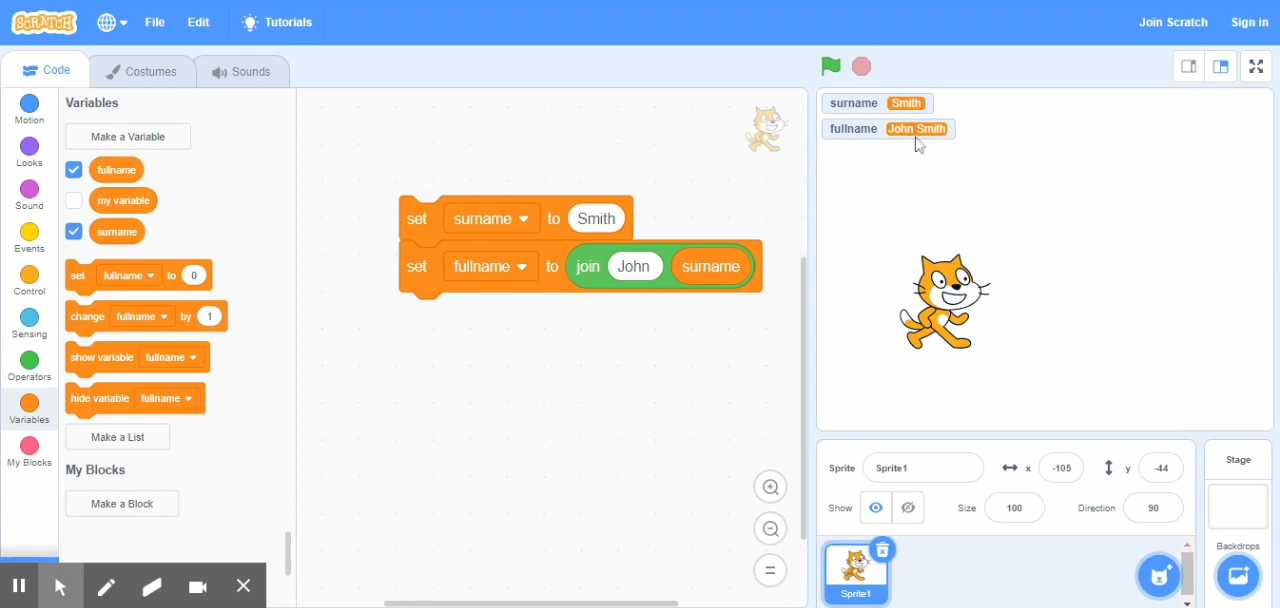 SCRATCH File Edit Tutorials Join Scratch Sign in
Code Costumes Sounds
Motion
Looks
Sound
Events
Control
Sensing
Operators
Variables
My Blocks
Variables
Make a Variable
fullname
my variable
surname
set fullname to 0
change fullname by 1
show variable fullname
hide variable fullname
Make a List
My Blocks
Make a Block
set surname to Smith
set fullname to join John surname
surname Smith
fullname John Smith
Sprite Sprite1 x -105 y -44
Show Size 100 Direction 90
Sprite1
Stage
Backdrops